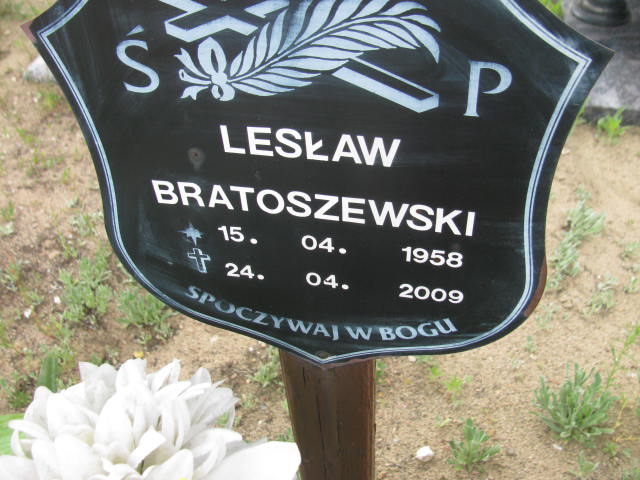 Ś P
LESŁAW
BRATOSZEWSKI
15. 04. 1958
24. 04. 2009
SPOCZYWAJ W BOGU